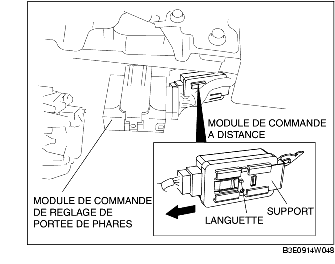 MODULE DE COMMANDE
A DISTANCE
MODULE DE COMMANDE
DE REGLAGE DE
PORTEE DE PHARES
LANGUETTE
SUPPORT
B3E0914W048